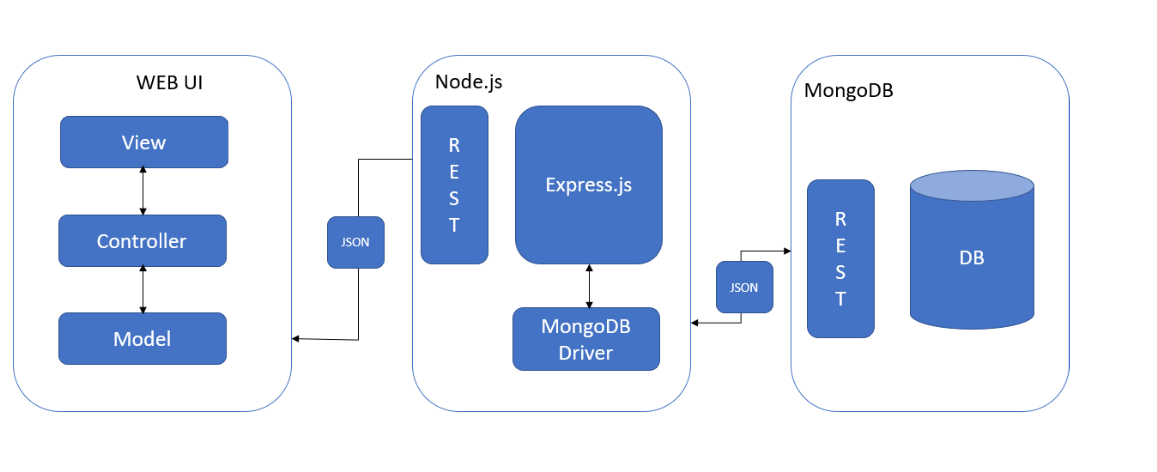 WEB UI
View
Controller
Model
JSON
Node.js
R
E
S
T
Express.js
MongoDB
Driver
JSON
MongoDB
R
E
S
T
DB